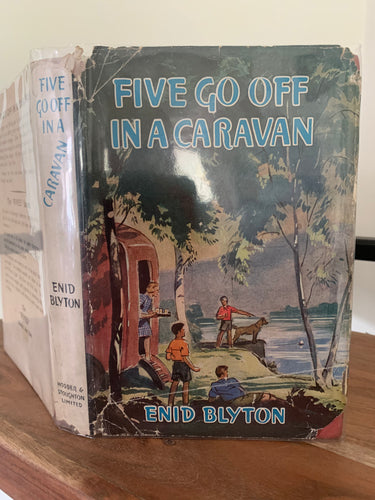 FIVE
GO OFF
IN A
CARAVAN
ENID
BLYTON
HODDER &
STOUGHTON
LIMITED
FIVE GO OFF
IN A CARAVAN
ENID BLYTON